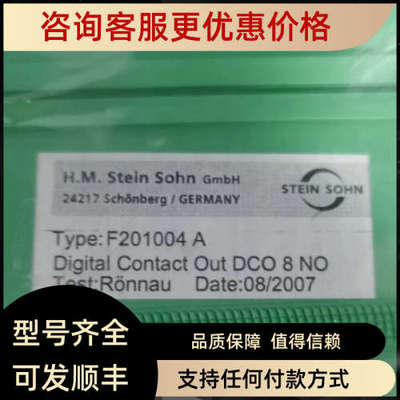 咨询客服更优惠价格
H.M. Stein Sohn GmbH
24217 Schönberg / GERMANY
STEIN SOHN
Type: F201004 A
Digital Contact Out DCO 8 NO
Test: Rönnau Date: 08/2007
型号齐全
可发顺丰
品质保障 值得信赖
支持任何付款方式